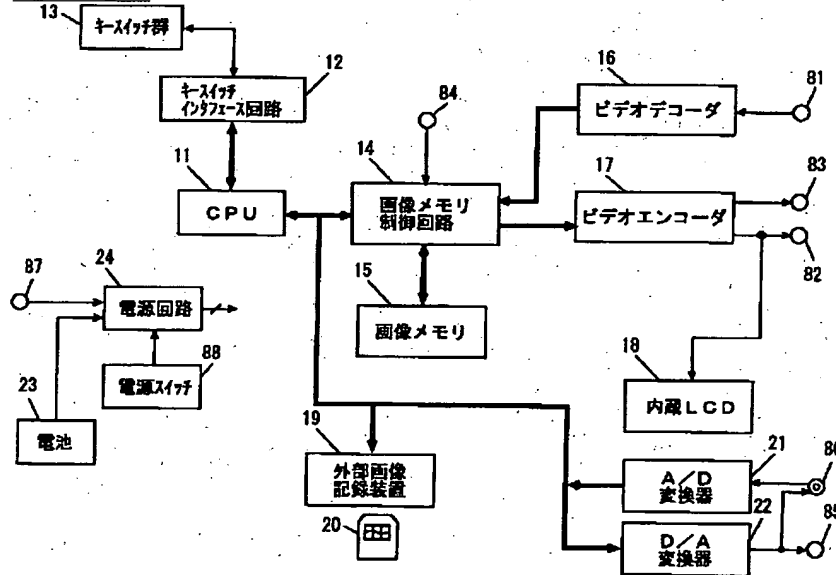 13
キースイッチ群
12
キースイッチ
インタフェース回路
11
CPU
84
14
画像メモリ
制御回路
15
画像メモリ
16
ビデオデコーダ
81
17
ビデオエンコーダ
83
82
18
内蔵LCD
87
24
電源回路
88
電源スイッチ
23
電池
19
外部画像
記録装置
20
21
A/D
変換器
86
22
D/A
変換器
85